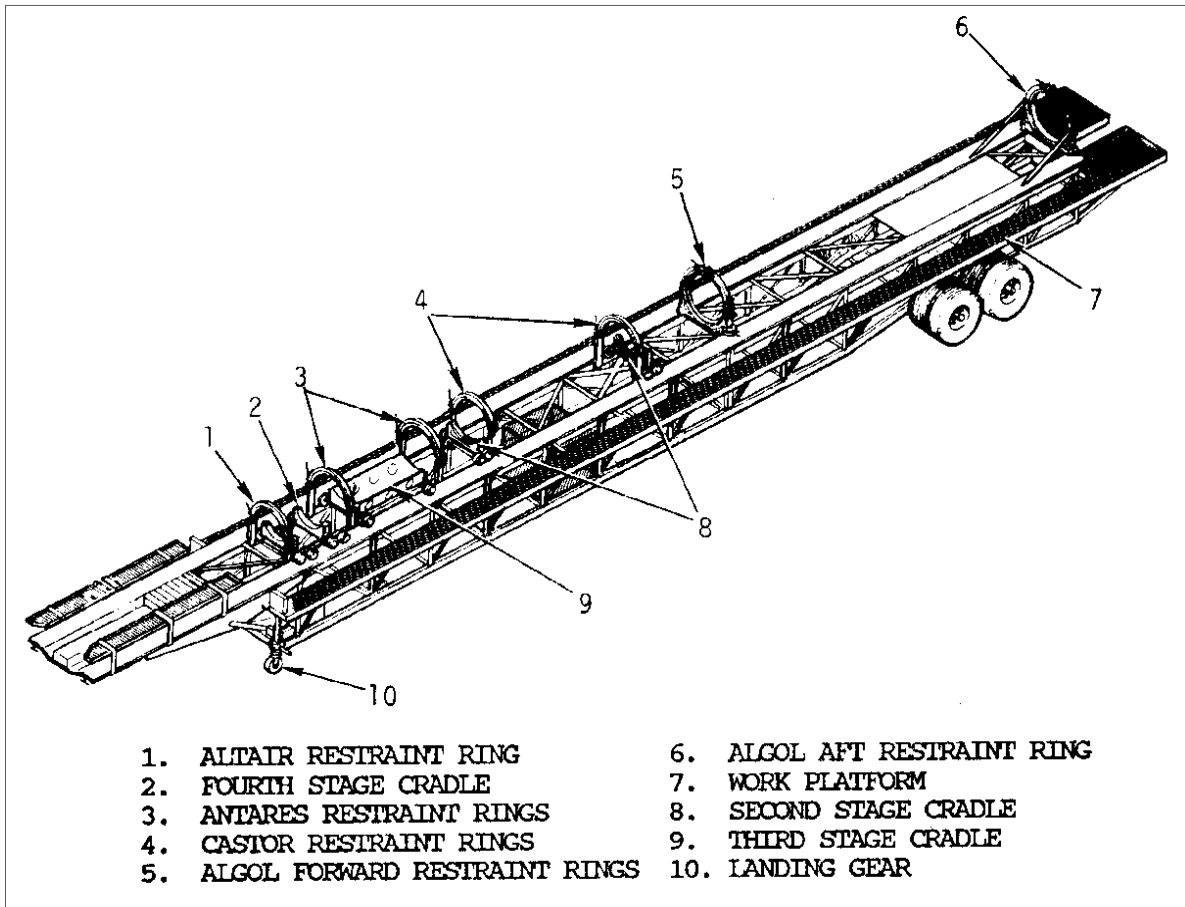 6
5
7
4
3
2
1
8
9
10
1. ALTAIR RESTRAINT RING
2. FOURTH STAGE CRADLE
3. ANTARES RESTRAINT RINGS
4. CASTOR RESTRAINT RINGS
5. ALGOL FORWARD RESTRAINT RINGS
6. ALGOL AFT RESTRAINT RING
7. WORK PLATFORM
8. SECOND STAGE CRADLE
9. THIRD STAGE CRADLE
10. LANDING GEAR